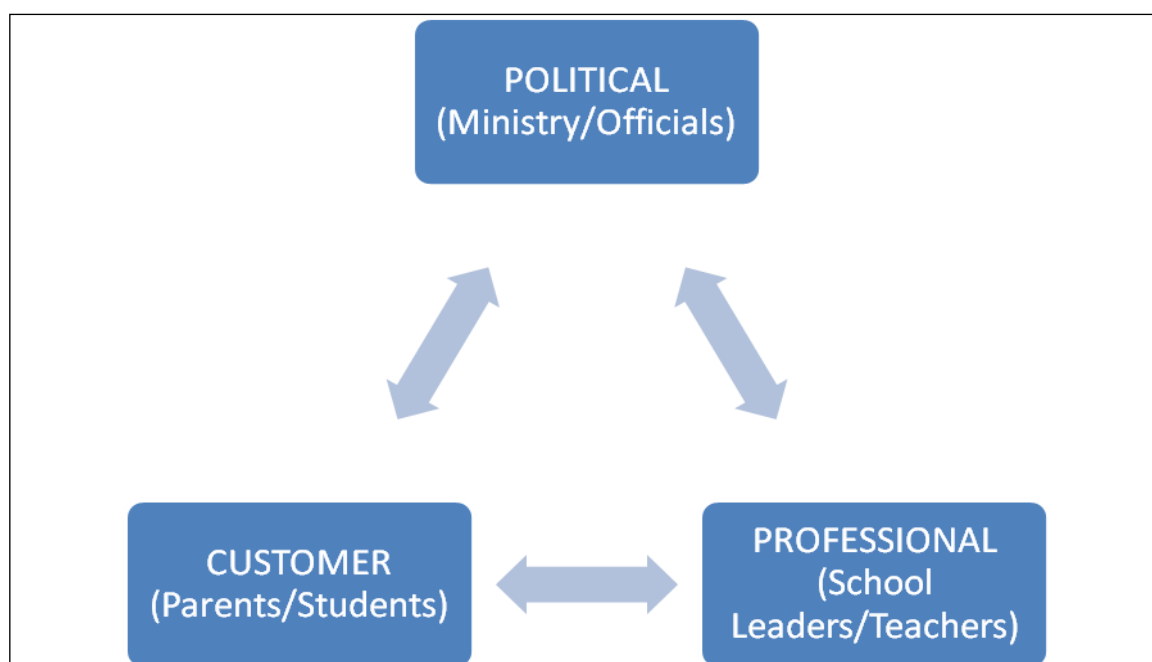 POLITICAL
(Ministry/Officials)
CUSTOMER
(Parents/Students)
PROFESSIONAL
(School
Leaders/Teachers)